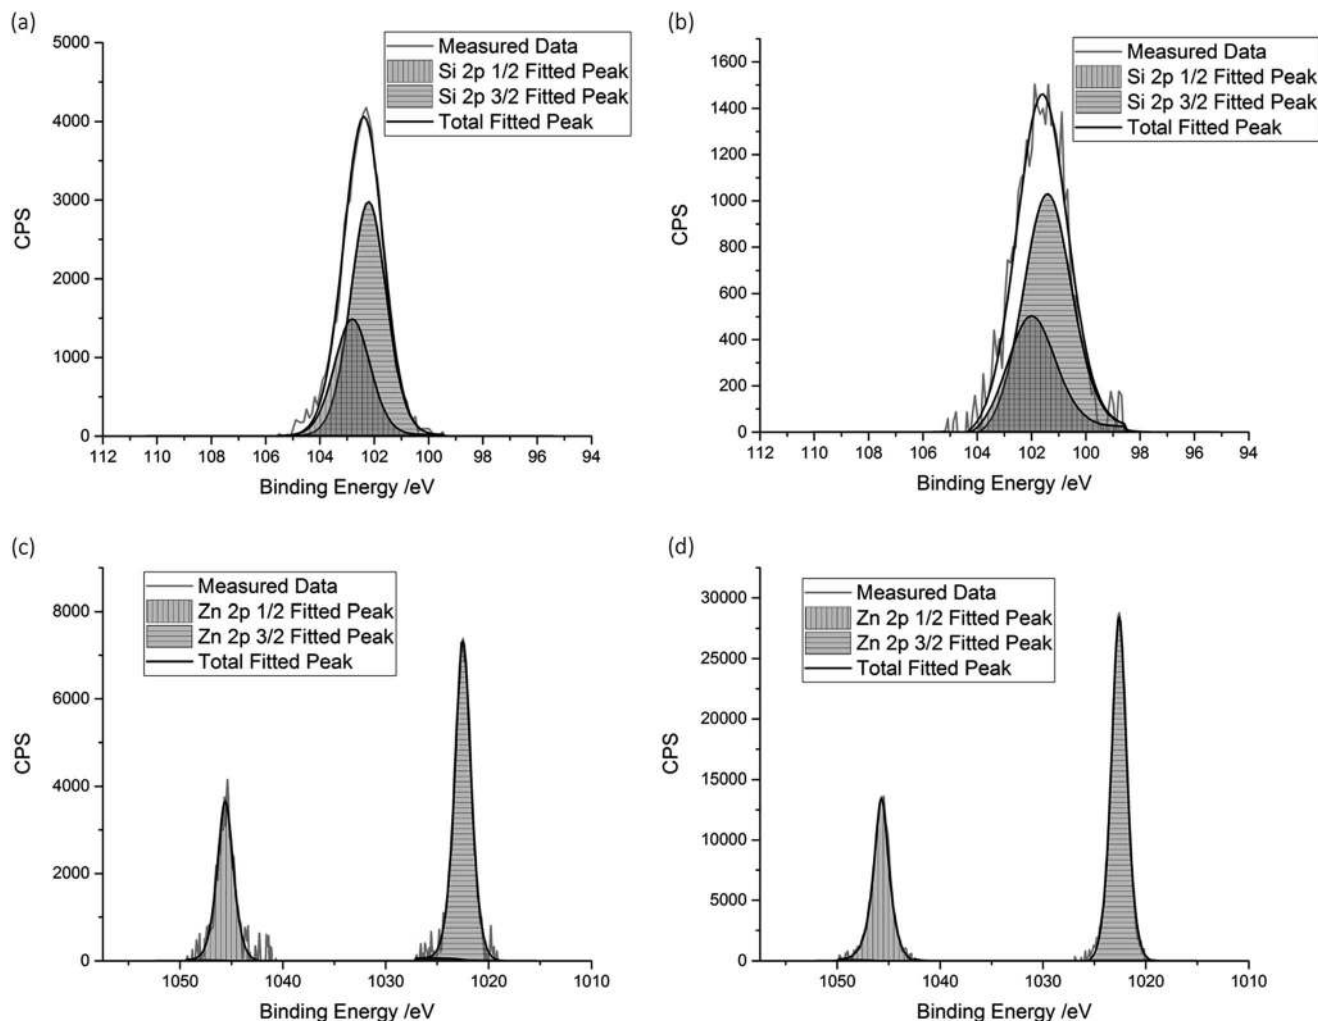 (a)
5000
4000
3000
2000
1000
0
CPS
Measured Data
Si 2p 1/2 Fitted Peak
Si 2p 3/2 Fitted Peak
Total Fitted Peak
112 110 108 106 104 102 100 98 96 94
Binding Energy /eV
(b)
1600
1400
1200
1000
800
600
400
200
0
CPS
Measured Data
Si 2p 1/2 Fitted Peak
Si 2p 3/2 Fitted Peak
Total Fitted Peak
112 110 108 106 104 102 100 98 96 94
Binding Energy /eV
(c)
8000
6000
4000
2000
0
CPS
Measured Data
Zn 2p 1/2 Fitted Peak
Zn 2p 3/2 Fitted Peak
Total Fitted Peak
1050 1040 1030 1020 1010
Binding Energy /eV
(d)
30000
25000
20000
15000
10000
5000
0
CPS
Measured Data
Zn 2p 1/2 Fitted Peak
Zn 2p 3/2 Fitted Peak
Total Fitted Peak
1050 1040 1030 1020 1010
Binding Energy /eV